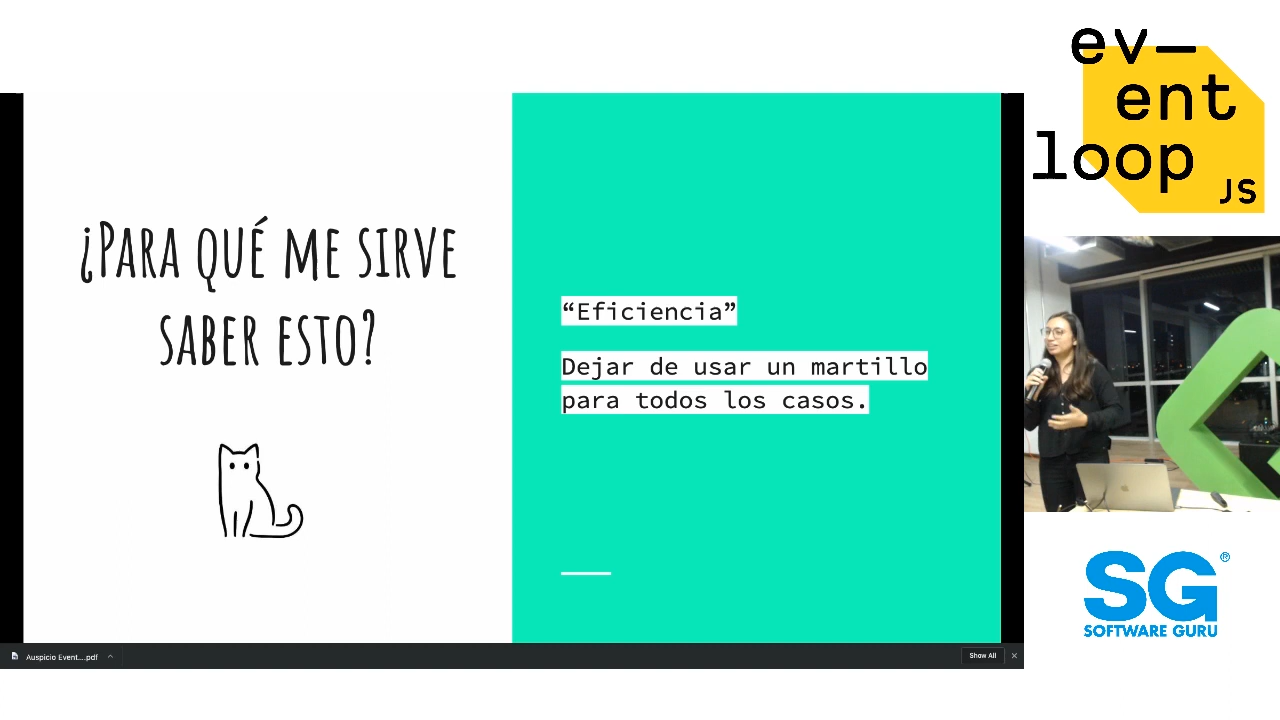 ¿PARA QUÉ ME SIRVE
SABER ESTO?
“Eficiencia”
Dejar de usar un martillo
para todos los casos.
Auspicio Event....pdf
Show All
ev—
ent
loop
JS
SG®
SOFTWARE GURU